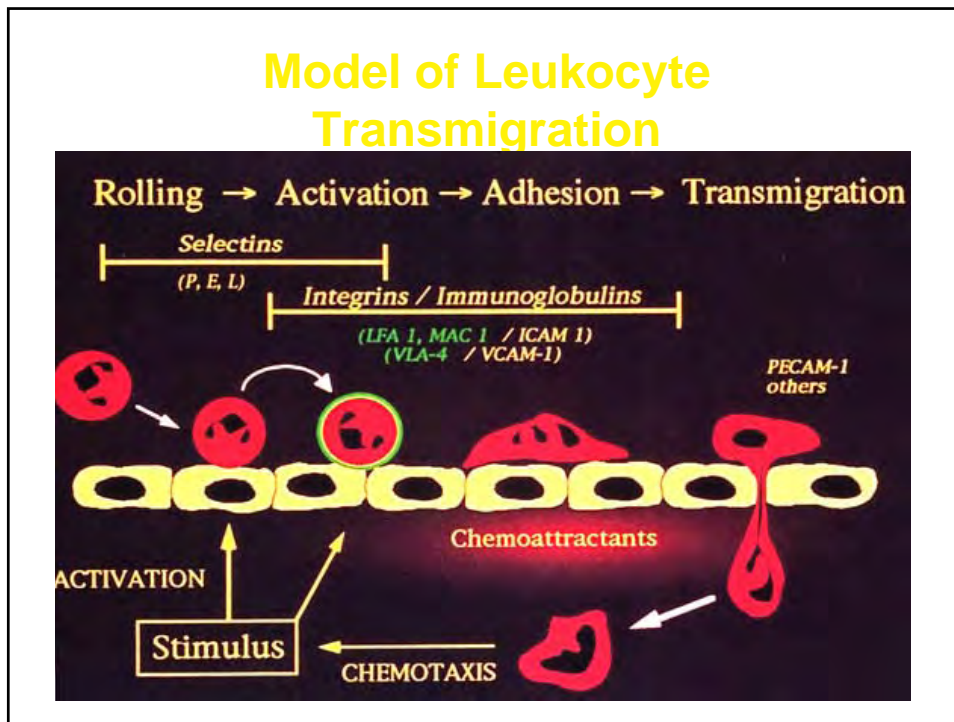 Model of Leukocyte
Transmigration
Rolling → Activation → Adhesion → Transmigration
Selectins
(P, E, L)
Integrins / Immunoglobulins
(LFA 1, MAC 1 / ICAM 1)
(VLA-4 / VCAM-1)
PECAM-1
others
Chemoattractants
ACTIVATION
Stimulus
CHEMOTAXIS